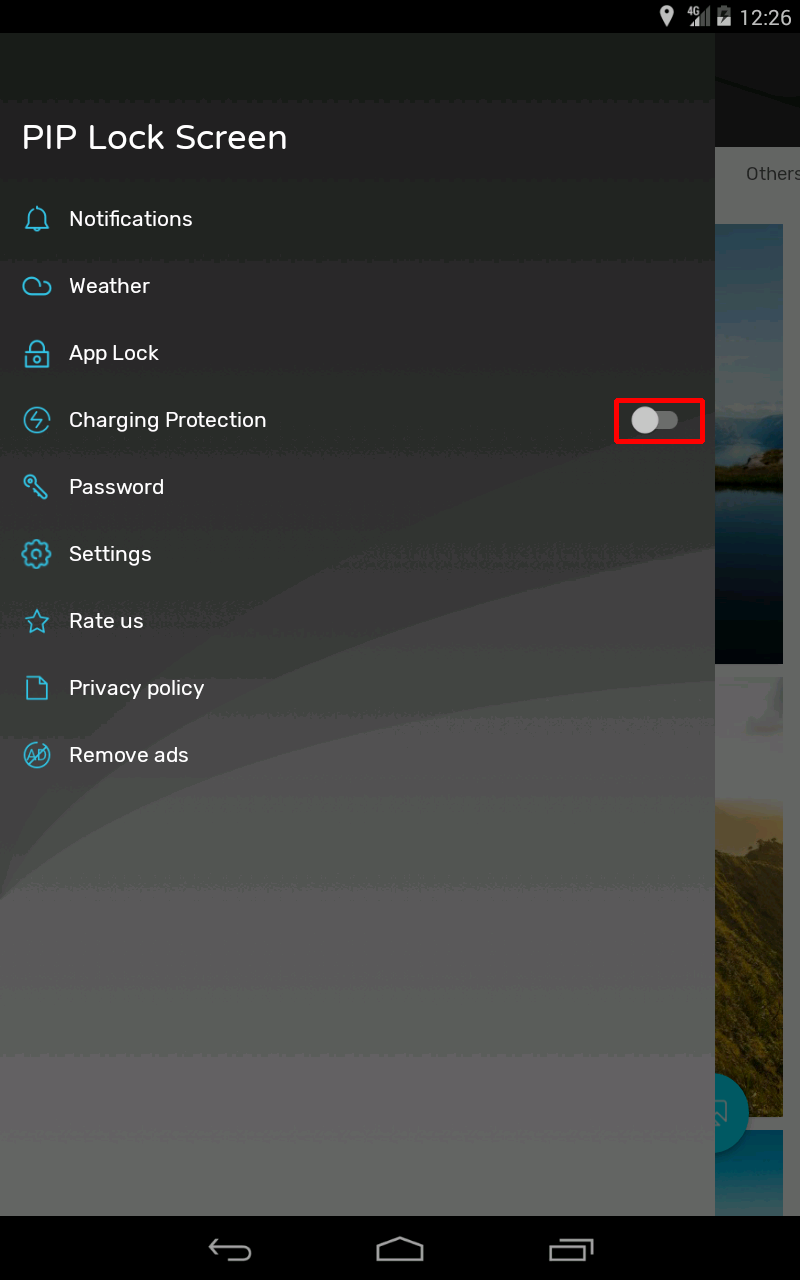 4G 12:26
PIP Lock Screen
Others
Notifications
Weather
App Lock
Charging Protection
Password
Settings
Rate us
Privacy policy
AD Remove ads